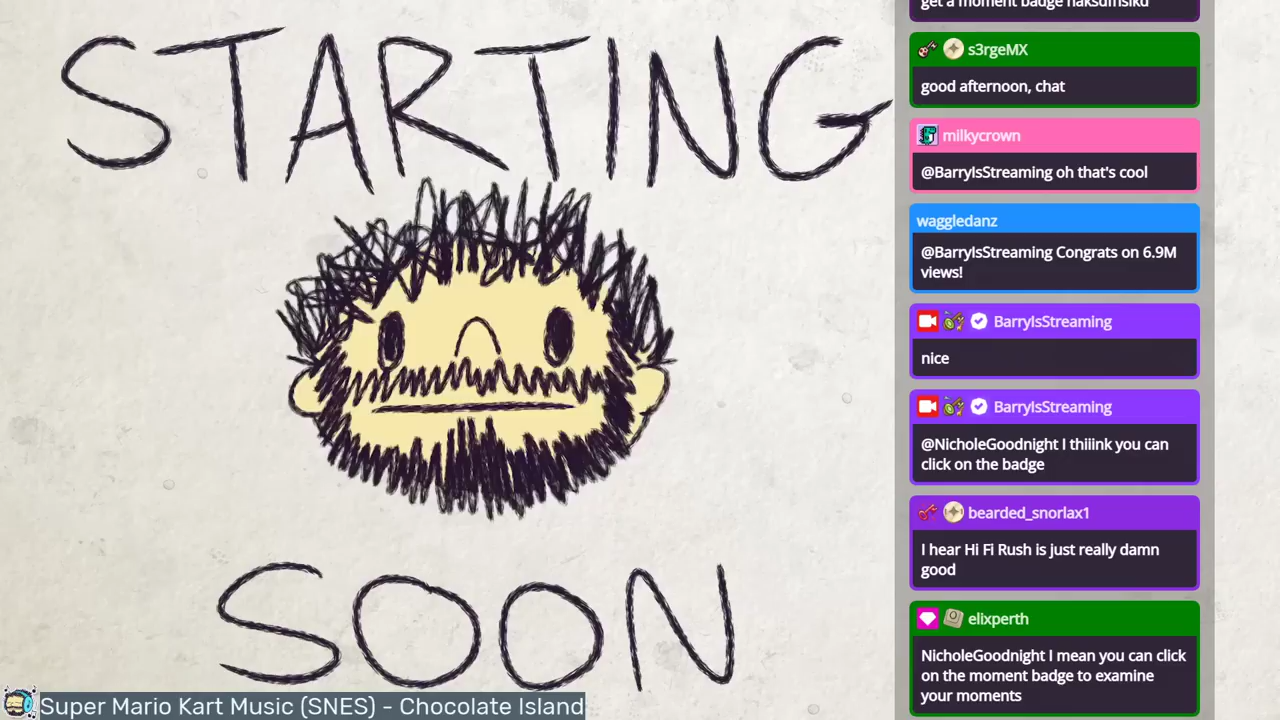 STARTING
SOON
Super Mario Kart Music (SNES) - Chocolate Island
s3rgeMX
good afternoon, chat
milkycrown
@BarryIsStreaming oh that's cool
waggledanz
@BarryIsStreaming Congrats on 6.9M
views!
BarryIsStreaming
nice
BarryIsStreaming
@NicholeGoodnight I thiiink you can
click on the badge
bearded_snorlax1
I hear Hi Fi Rush is just really damn
good
elixperth
NicholeGoodnight I mean you can click
on the moment badge to examine
your moments